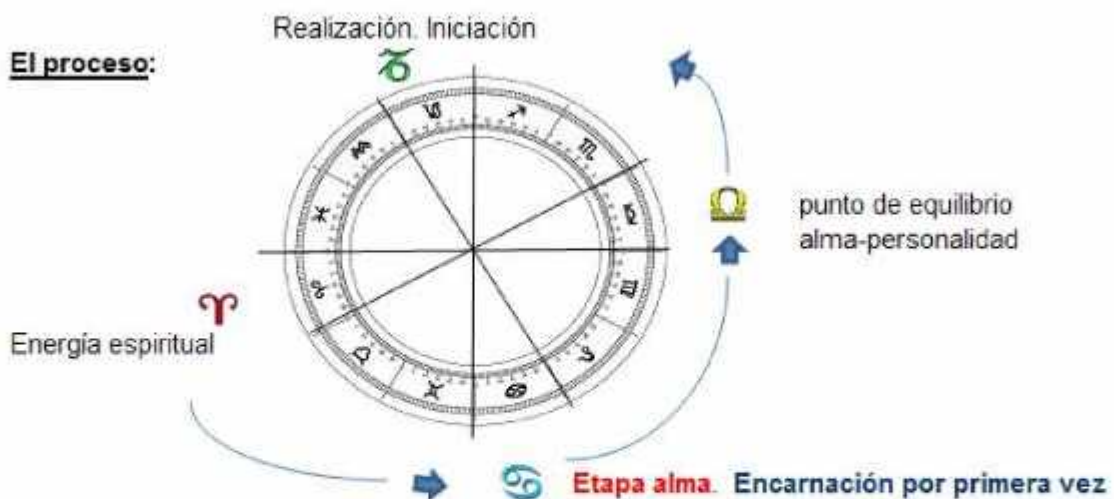 Realización. Iniciación
El proceso:
punto de equilibrio
alma-personalidad
Energía espiritual
Etapa alma. Encarnación por primera vez